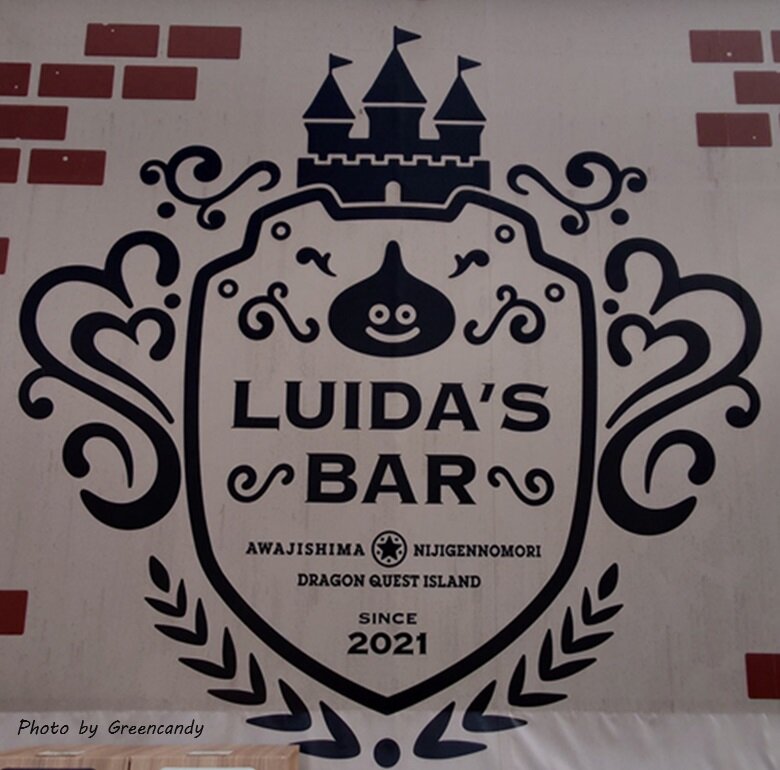 LUIDA'S
BAR
AWAJISHIMA NIJIGENNOMORI
DRAGON QUEST ISLAND
SINCE
2021
Photo by Greencandy